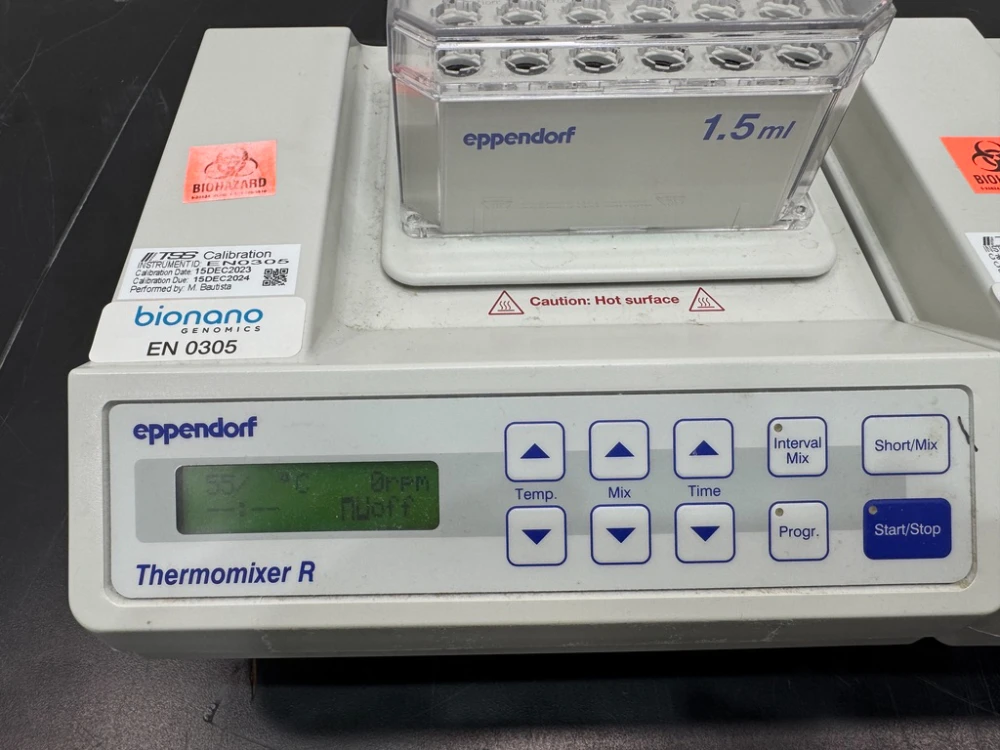 eppendorf
1.5 ml
BIOHAZARD
BIO
TSS Calibration
INSTRUMENT ID: EN0305
Calibration Date: 15DEC2023
Calibration Due: 15DEC2024
Performed by: M. Bautista
bionano
GENOMICS
EN 0305
Caution: Hot surface
eppendorf
55/ °C 0rpm
--:-- off
Thermomixer R
Temp.
Mix
Time
Interval
Mix
Short/Mix
Progr.
Start/Stop